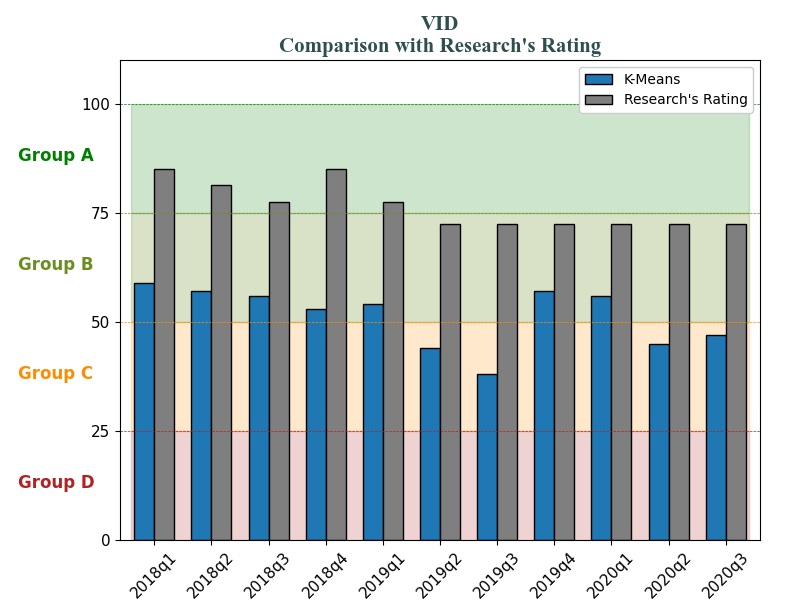 VID
Comparison with Research's Rating
K-Means
Research's Rating
100
Group A
75
Group B
50
Group C
25
Group D
0
2018q1
2018q2
2018q3
2018q4
2019q1
2019q2
2019q3
2019q4
2020q1
2020q2
2020q3